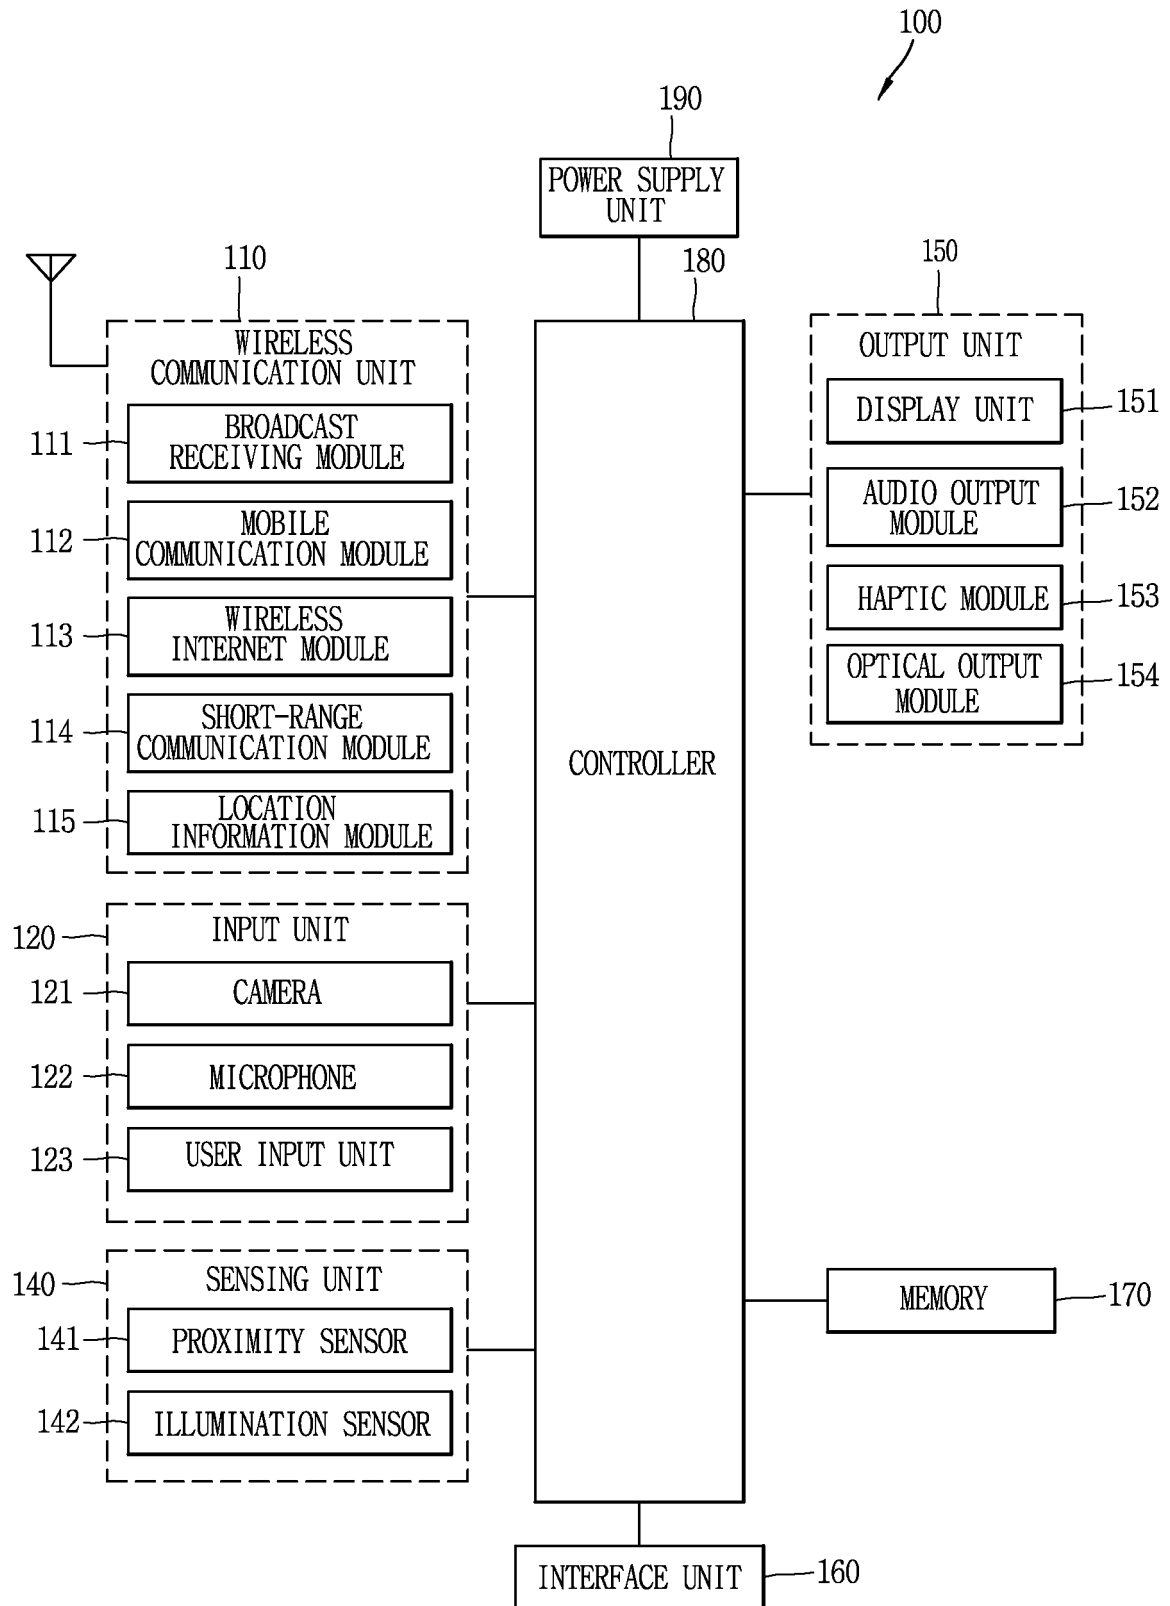 100
190
POWER SUPPLY
UNIT
110
180
150
WIRELESS
COMMUNICATION UNIT
111
BROADCAST
RECEIVING MODULE
112
MOBILE
COMMUNICATION MODULE
113
WIRELESS
INTERNET MODULE
114
SHORT-RANGE
COMMUNICATION MODULE
115
LOCATION
INFORMATION MODULE
120
INPUT UNIT
121
CAMERA
122
MICROPHONE
123
USER INPUT UNIT
140
SENSING UNIT
141
PROXIMITY SENSOR
142
ILLUMINATION SENSOR
CONTROLLER
OUTPUT UNIT
DISPLAY UNIT
151
AUDIO OUTPUT
MODULE
152
HAPTIC MODULE
153
OPTICAL OUTPUT
MODULE
154
MEMORY
170
INTERFACE UNIT
160